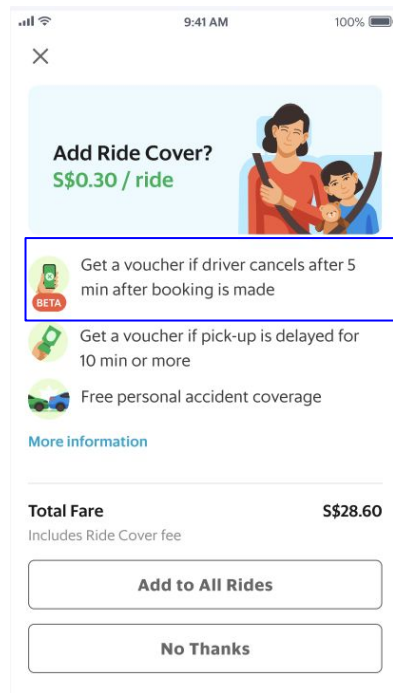 9:41 AM
100%
Add Ride Cover?
S$0.30 / ride
Get a voucher if driver cancels after 5
min after booking is made
BETA
Get a voucher if pick-up is delayed for
10 min or more
Free personal accident coverage
More information
Total Fare
S$28.60
Includes Ride Cover fee
Add to All Rides
No Thanks